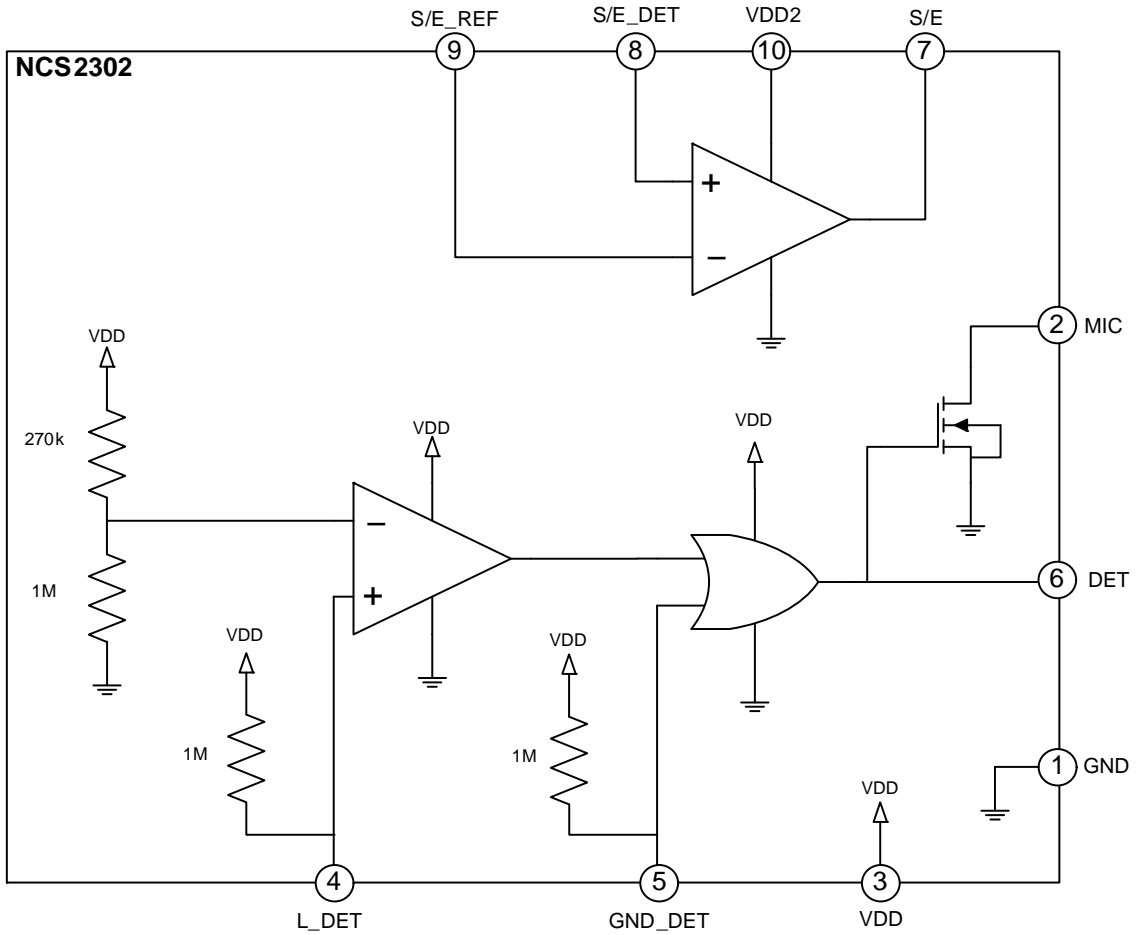 S/E_REF
S/E_DET
VDD2
S/E
9
8
10
7
NCS2302
+
−
2 MIC
VDD
270k
VDD
VDD
−
1M
+
6 DET
VDD
VDD
1M
1M
1 GND
VDD
4
5
3
L_DET
GND_DET
VDD